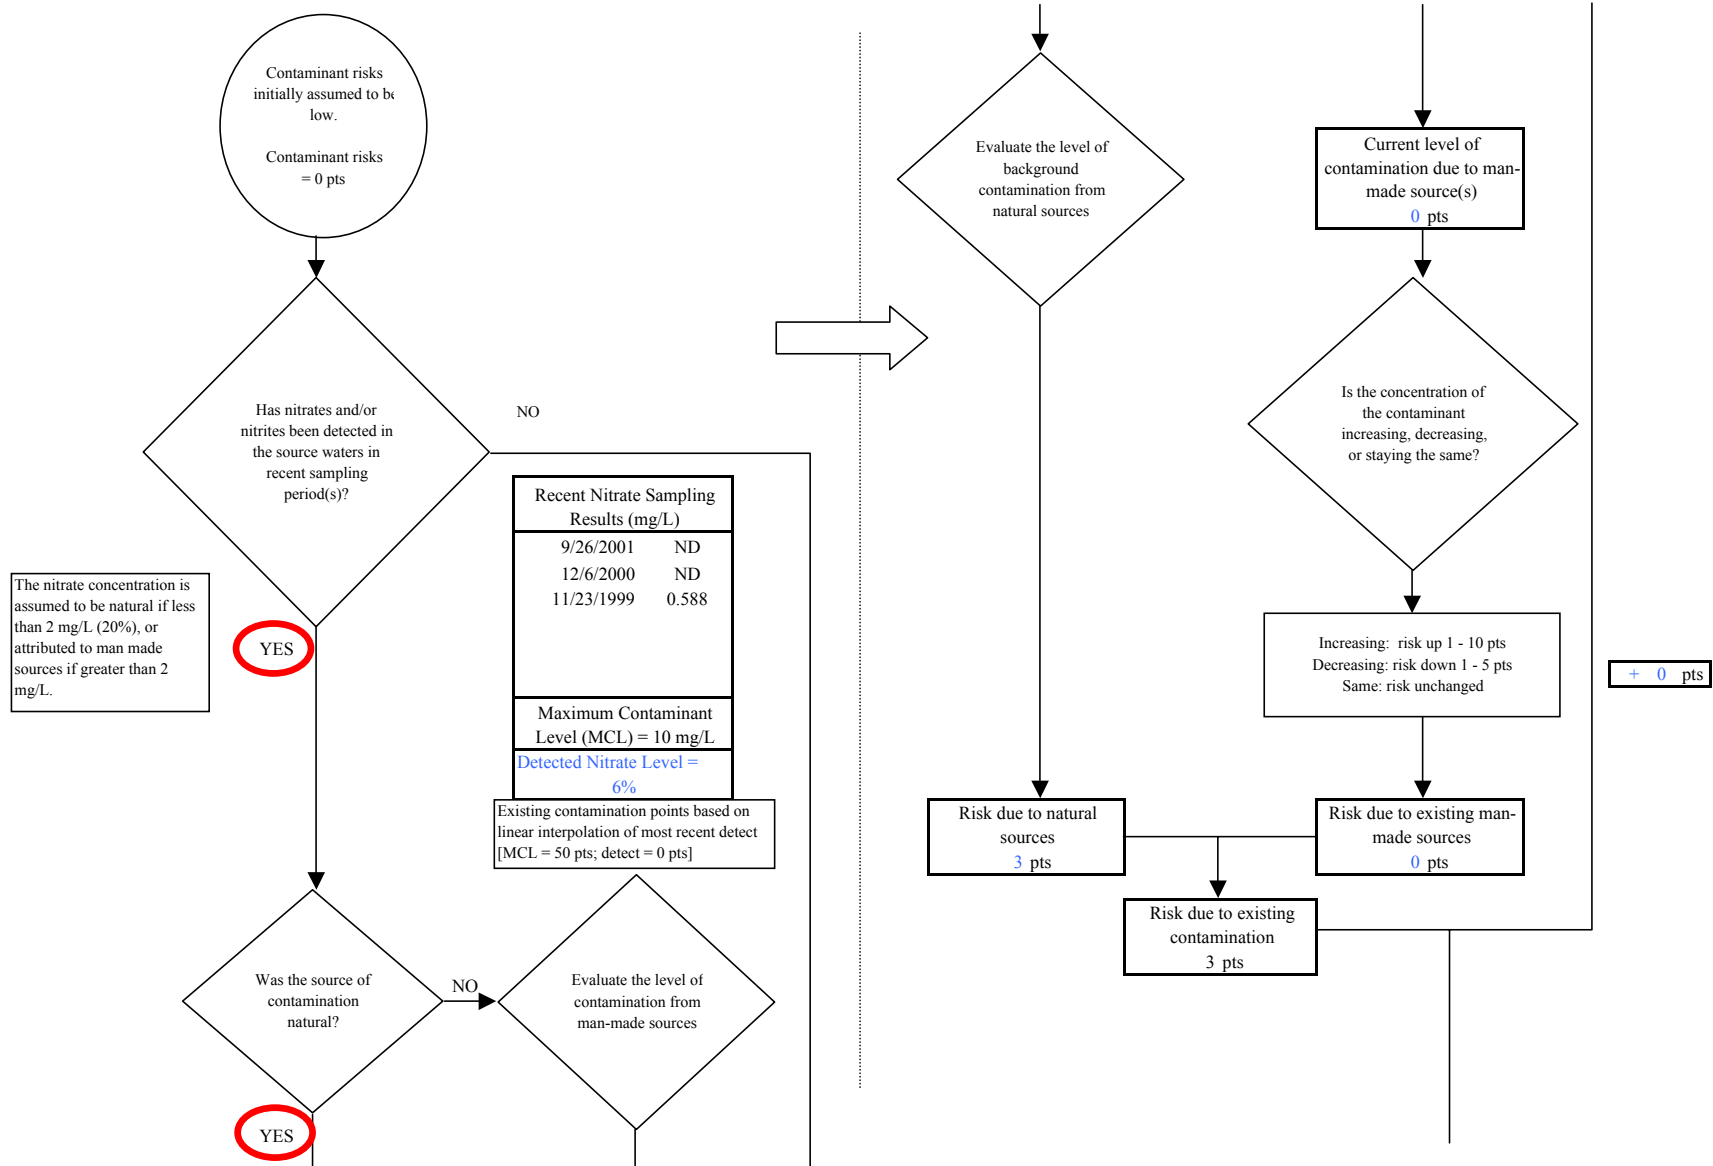 Contaminant risks
initially assumed to be
low.
Contaminant risks
= 0 pts
Has nitrates and/or
nitrites been detected in
the source waters in
recent sampling
period(s)?
NO
YES
The nitrate concentration is
assumed to be natural if less
than 2 mg/L (20%), or
attributed to man made
sources if greater than 2
mg/L.
Recent Nitrate Sampling
Results (mg/L)
9/26/2001 ND
12/6/2000 ND
11/23/1999 0.588
Maximum Contaminant
Level (MCL) = 10 mg/L
Detected Nitrate Level =
6%
Existing contamination points based on
linear interpolation of most recent detect
[MCL = 50 pts; detect = 0 pts]
Was the source of
contamination
natural?
NO
YES
Evaluate the level of
contamination from
man-made sources
Evaluate the level of
background
contamination from
natural sources
Current level of
contamination due to man-
made source(s)
0 pts
Is the concentration of
the contaminant
increasing, decreasing,
or staying the same?
Increasing: risk up 1 - 10 pts
Decreasing: risk down 1 - 5 pts
Same: risk unchanged
+ 0 pts
Risk due to natural
sources
3 pts
Risk due to existing man-
made sources
0 pts
Risk due to existing
contamination
3 pts